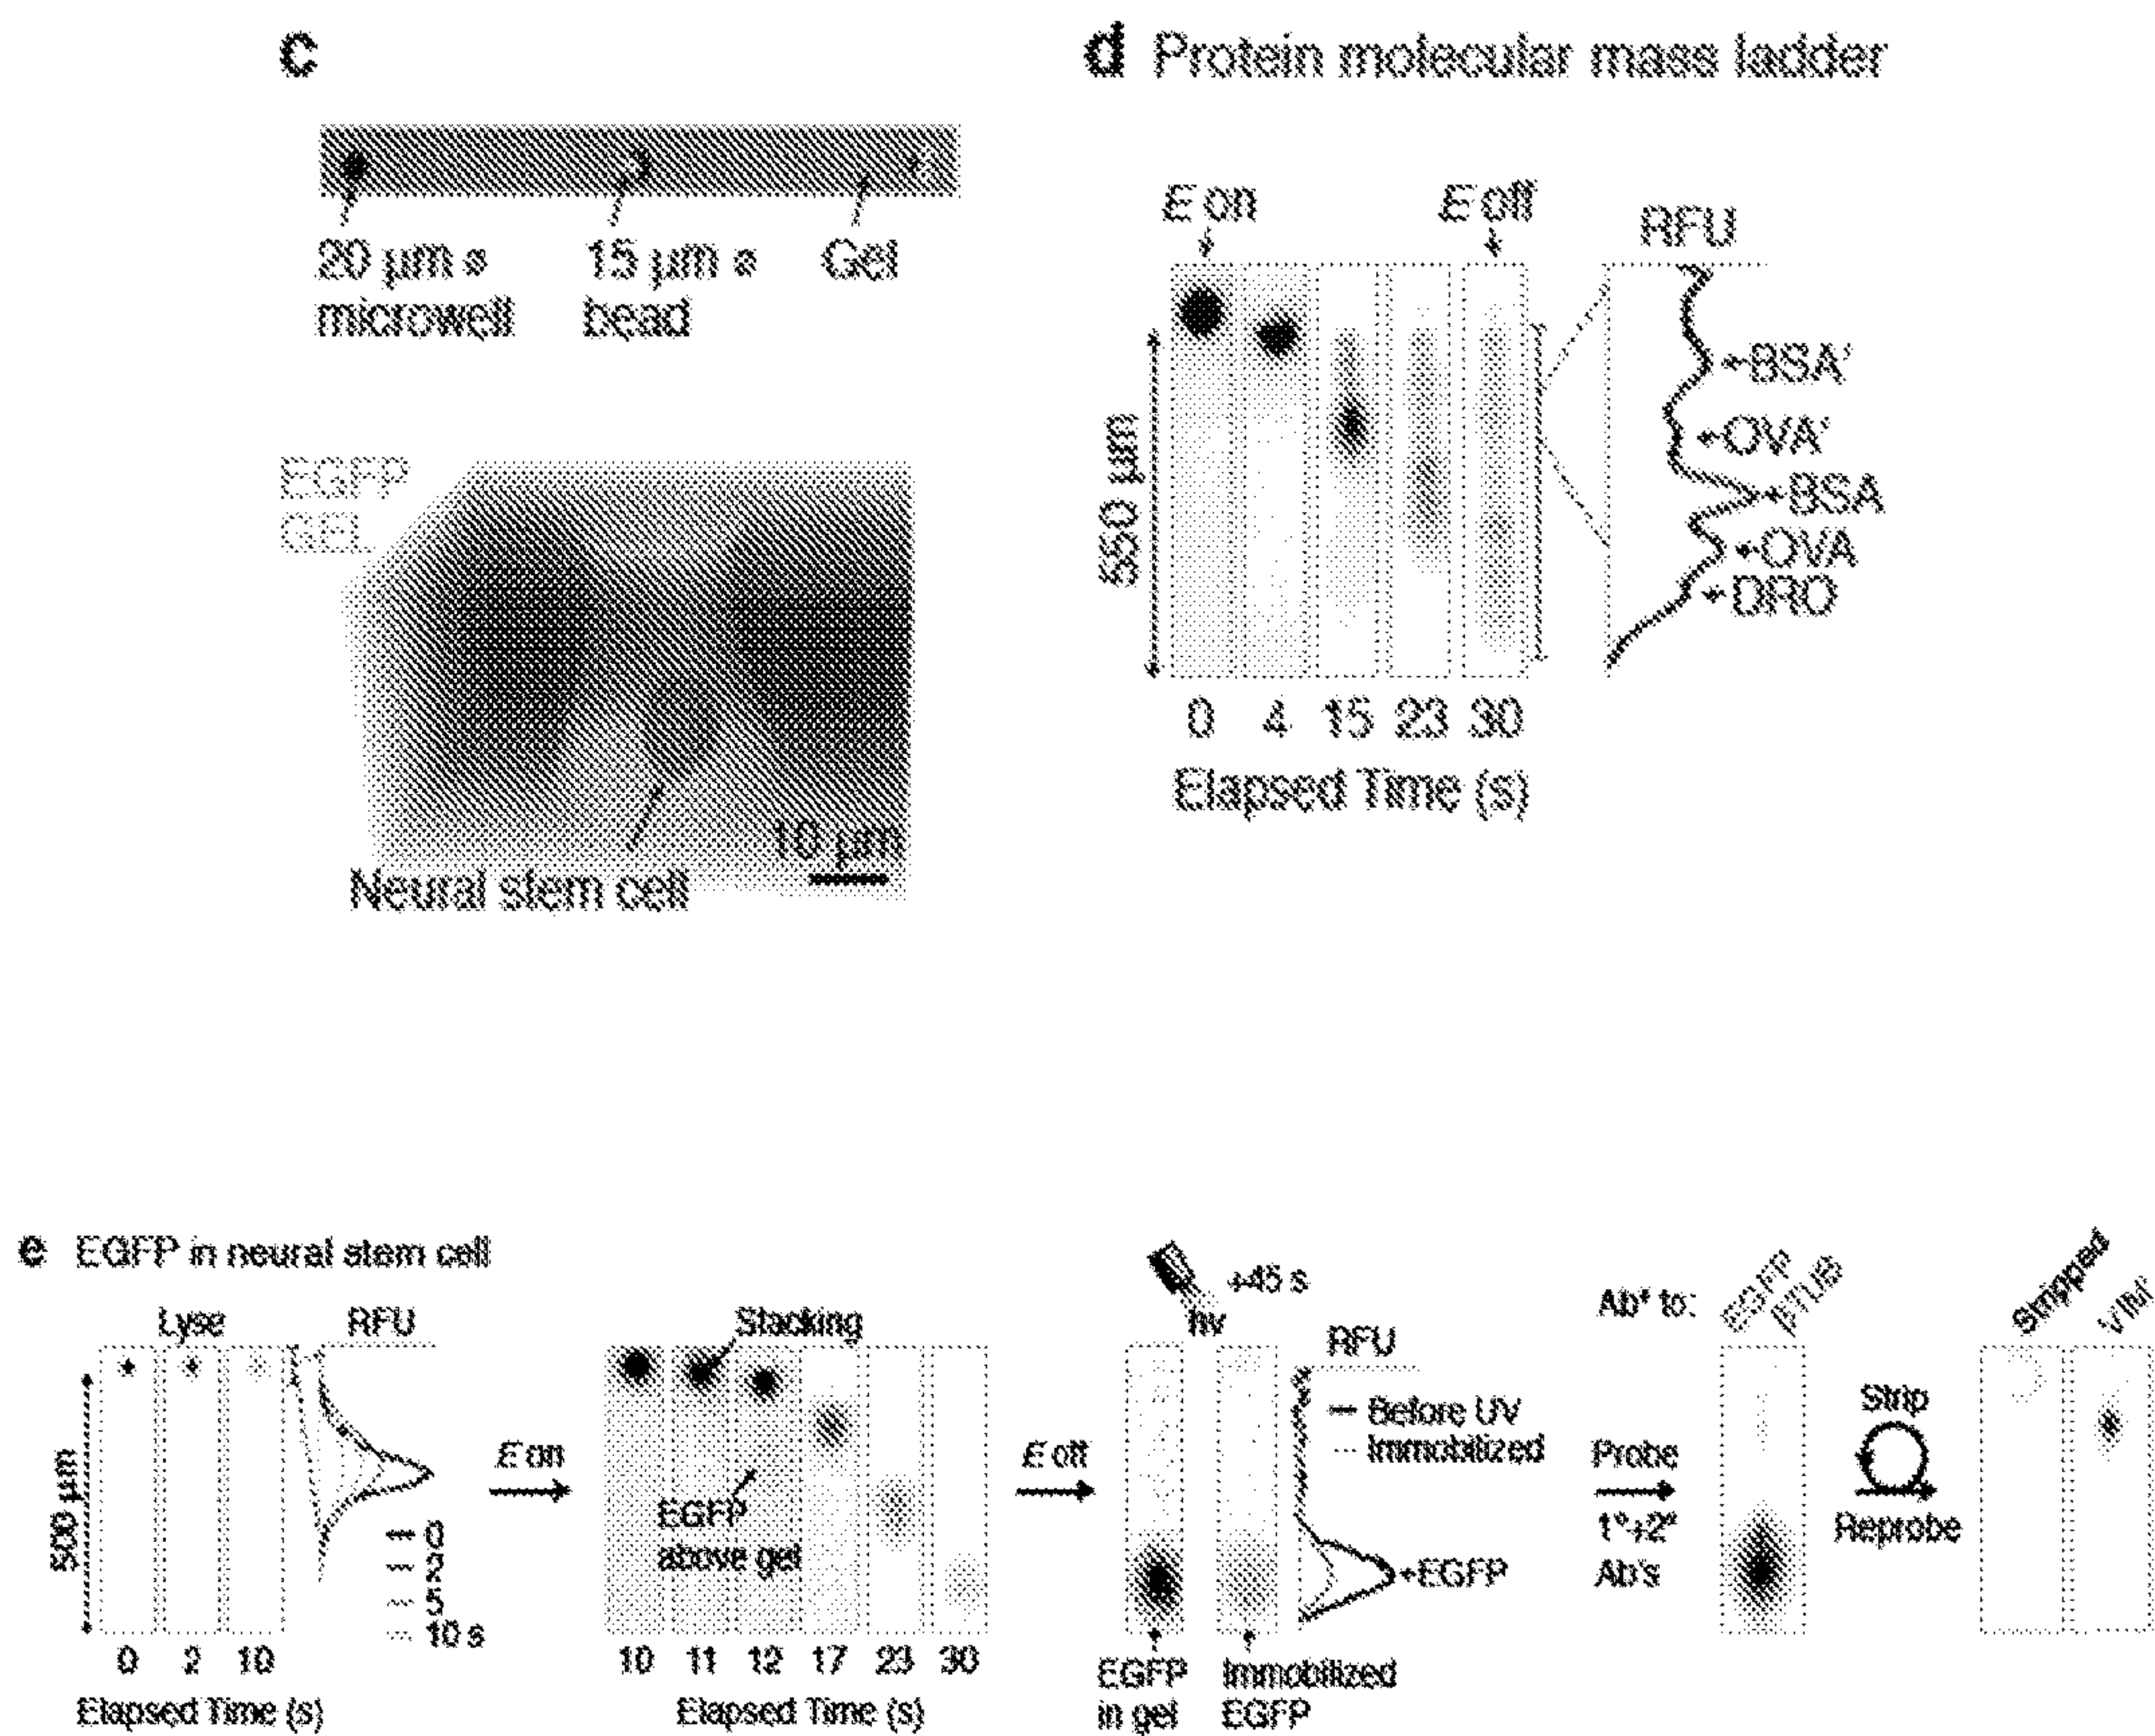 c
20 μm ø
microwell
15 μm ø
bead
Gel
EGFP
GEL
Neural stem cell
10 μm
d Protein molecular mass ladder
E on
E off
RFU
550 μm
BSA'
OVA'
BSA
OVA
DRO
0 4 15 23 30
Elapsed Time (s)
e EGFP in neural stem cell
Lyse
RFU
500 μm
0
2
5
10 s
0 2 10
Elapsed Time (s)
E on
Stacking
EGFP
above gel
10 11 12 17 23 30
Elapsed Time (s)
E off
+45 s
hν
RFU
Before UV
Immobilized
EGFP
EGFP
in gel
Immobilized
EGFP
Probe
1°+2°
Ab's
Ab* to:
EGFP
βTUB
Strip
Reprobe
Stripped
VIM'